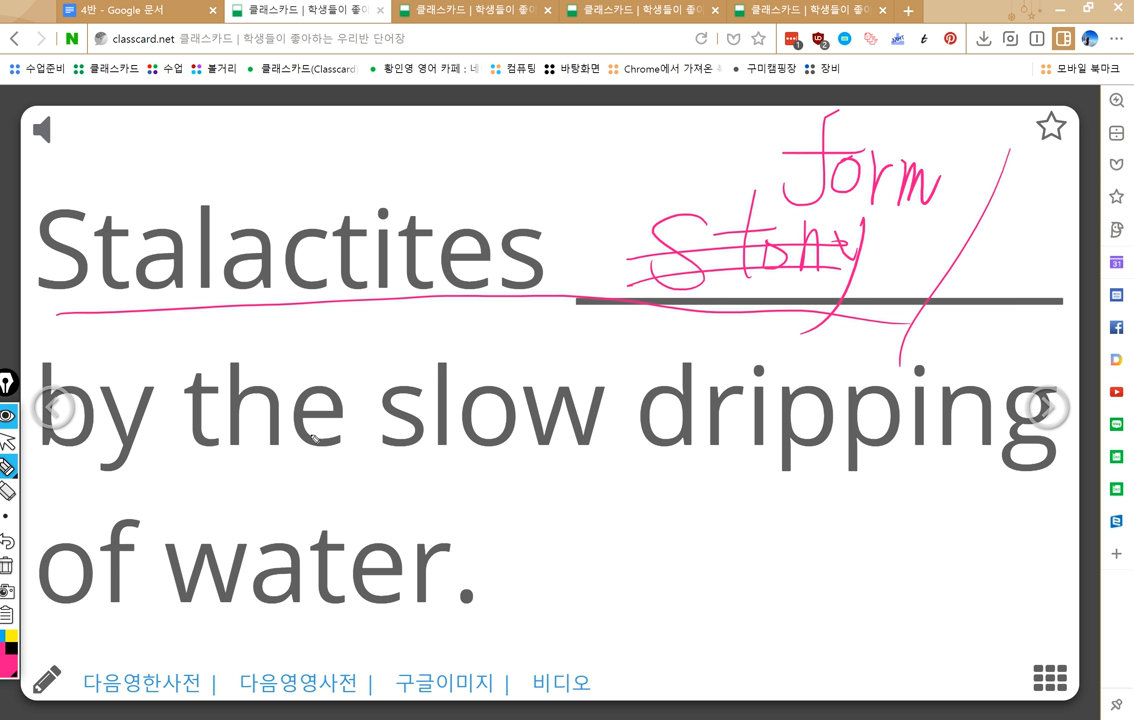 4반 - Google 문서
클래스카드 | 학생들이 좋아
클래스카드 | 학생들이 좋아
클래스카드 | 학생들이 좋아
클래스카드 | 학생들이 좋아
classcard.net 클래스카드 | 학생들이 좋아하는 우리반 단어장
수업준비 클래스카드 수업 볼거리 클래스카드(Classcard 황인영 영어 카페 ; 네 컴퓨팅 바탕화면 Chrome에서 가져온 구미캠핑장 장비 모바일 북마크
form
Stony
Stalactites
by the slow dripping
of water.
다음영한사전 | 다음영영사전 | 구글이미지 | 비디오